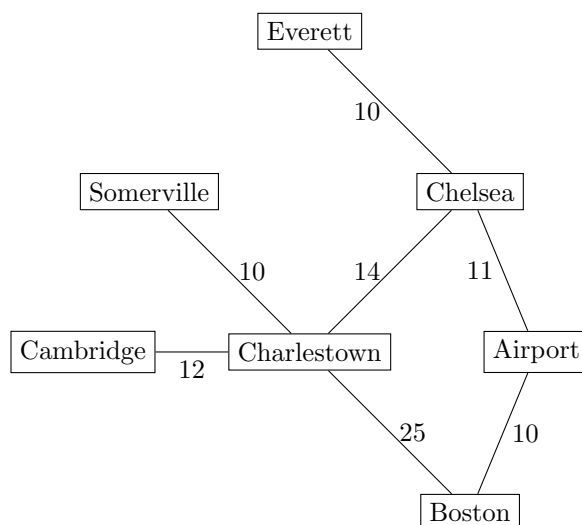 Everett
10
Somerville
Chelsea
10
14
11
Cambridge
12
Charlestown
Airport
25
10
Boston